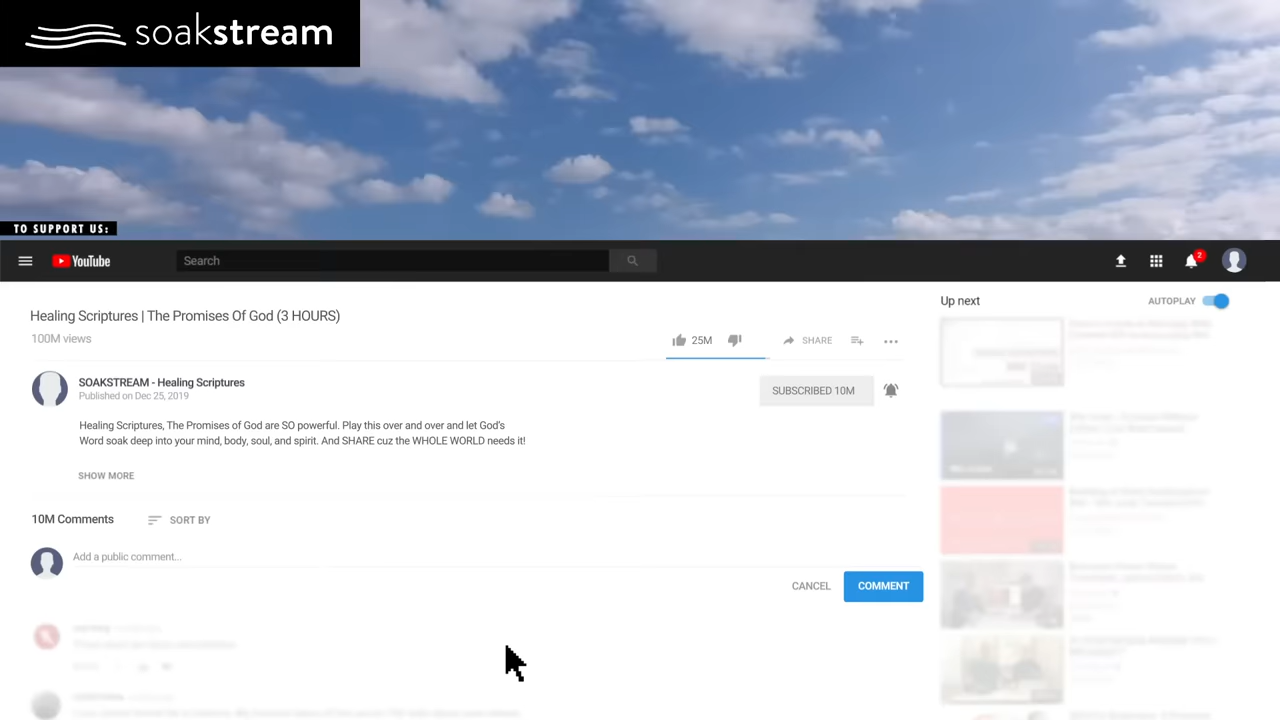 soakstream
TO SUPPORT US:
YouTube
Search
2
Healing Scriptures | The Promises Of God (3 HOURS)
100M views
25M
SHARE
SOAKSTREAM - Healing Scriptures
Published on Dec 25, 2019
SUBSCRIBED 10M
Healing Scriptures, The Promises of God are SO powerful. Play this over and over and let God's
Word soak deep into your mind, body, soul, and spirit. And SHARE cuz the WHOLE WORLD needs it!
SHOW MORE
10M Comments
SORT BY
Add a public comment...
CANCEL
COMMENT
Up next
AUTOPLAY